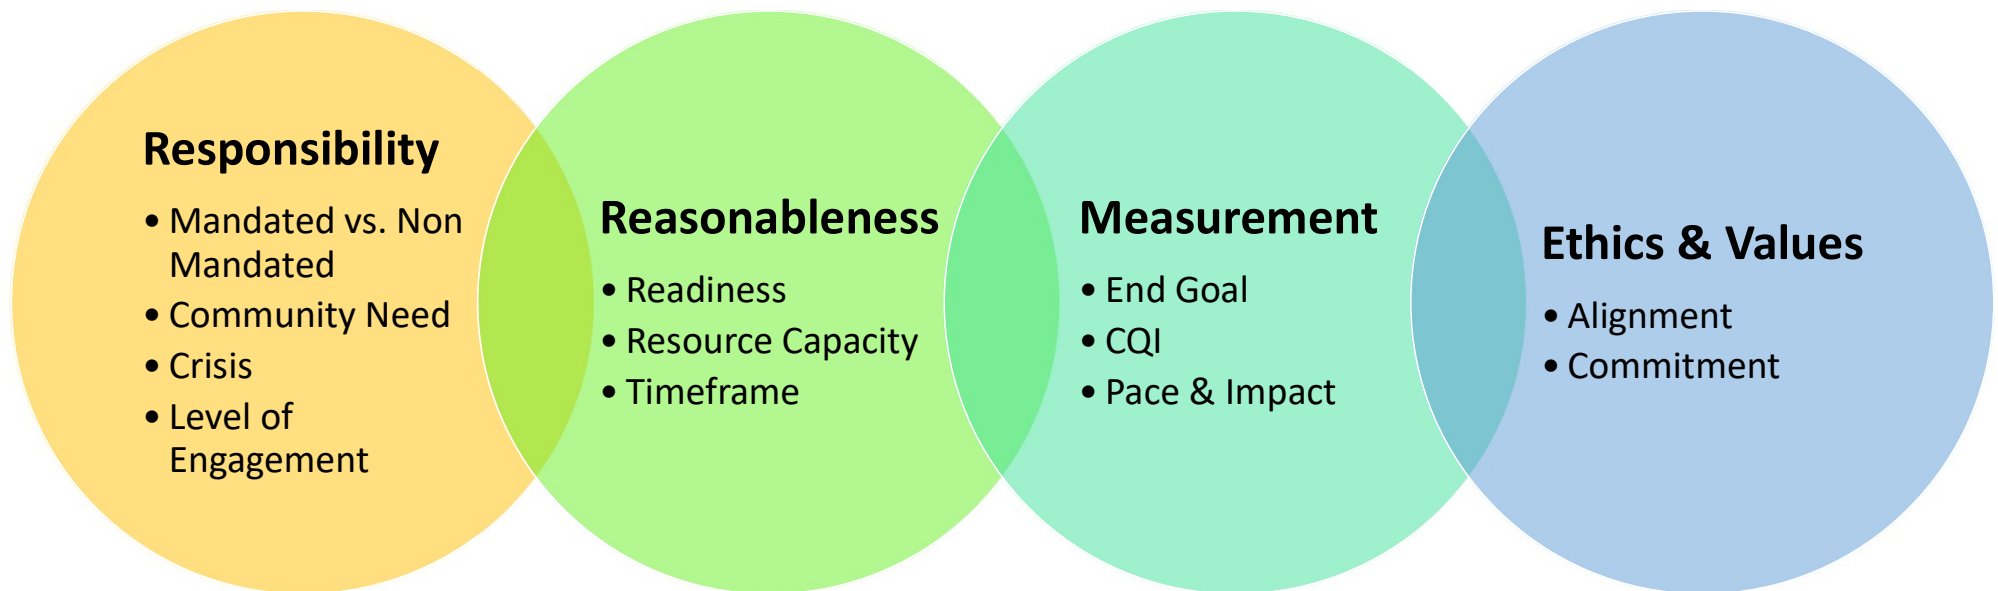 Responsibility
• Mandated vs. Non
Mandated
• Community Need
• Crisis
• Level of
Engagement
Reasonableness
• Readiness
• Resource Capacity
• Timeframe
Measurement
• End Goal
• CQI
• Pace & Impact
Ethics & Values
• Alignment
• Commitment